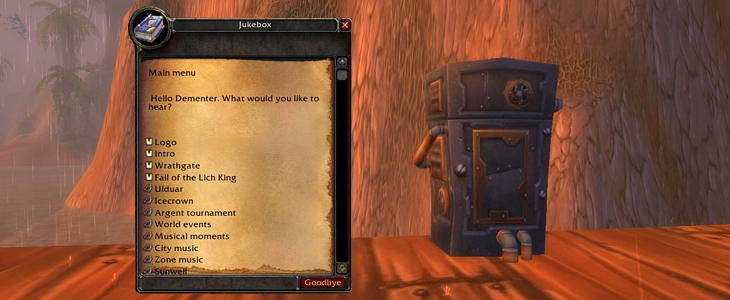 Jukebox
Main menu
Hello Dementer. What would you like to
hear?
Logo
Intro
Wrathgate
Fall of the Lich King
Ulduar
Icecrown
Argent tournament
World events
Musical moments
City music
Zone music
Sunwell
Goodbye